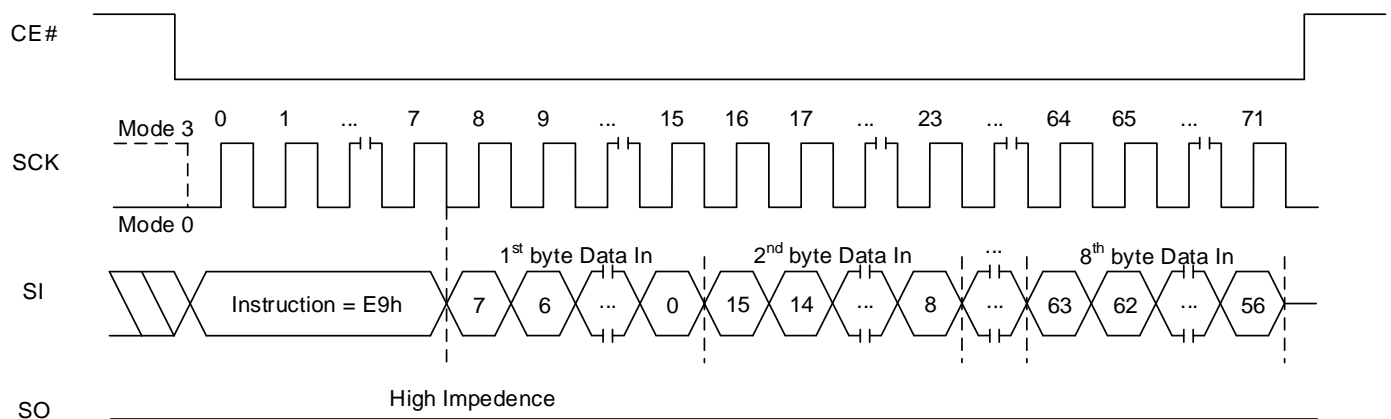 CE#
0 1 ... 7 8 9 ... 15 16 17 ... 23 ... 64 65 ... 71
Mode 3
SCK
Mode 0
1st byte Data In 2nd byte Data In ... 8th byte Data In
SI Instruction = E9h 7 6 ... 0 15 14 ... 8 ... 63 62 ... 56
High Impedence
SO